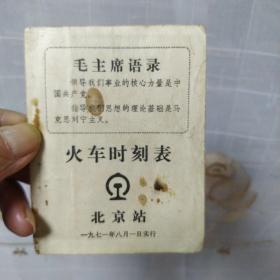 毛主席语录
领导我们事业的核心力量是中
国共产党。
指导我们思想的理论基础是马
克思列宁主义。
火车时刻表
北京站
一九七一年八月一日实行